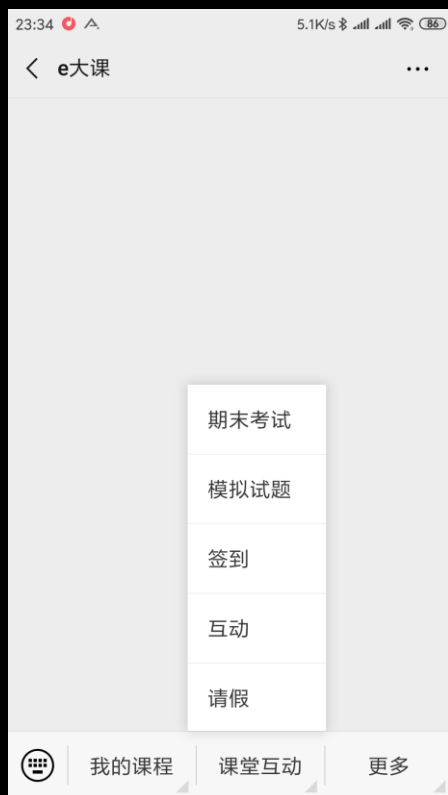 23:34 5.1K/s 86
e大课
期末考试
模拟试题
签到
互动
请假
我的课程 课堂互动 更多